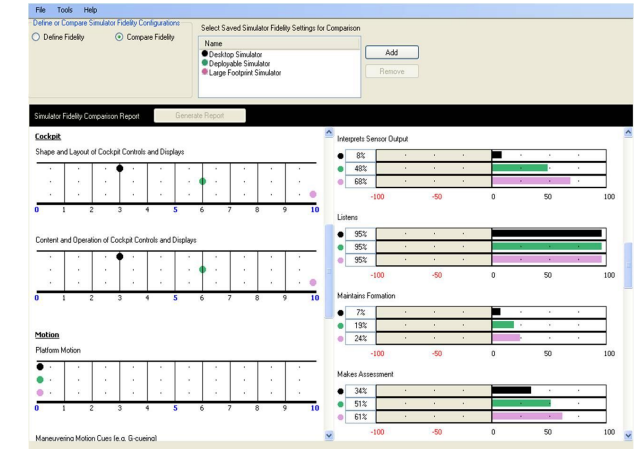 File Tools Help
Define or Compare Simulator Fidelity Configurations
Define Fidelity
Compare Fidelity
Select Saved Simulator Fidelity Settings for Comparison
Name
Desktop Simulator
Deployable Simulator
Large Footprint Simulator
Add
Remove
Simulator Fidelity Comparison Report
Generate Report
Cockpit
Shape and Layout of Cockpit Controls and Displays
0 1 2 3 4 5 6 7 8 9 10
Content and Operation of Cockpit Controls and Displays
0 1 2 3 4 5 6 7 8 9 10
Motion
Platform Motion
0 1 2 3 4 5 6 7 8 9 10
Maneuvering Motion Cues (e.g. G-cueing)
Interprets Sensor Output
8%
48%
68%
-100 -50 0 50 100
Listens
95%
95%
95%
-100 -50 0 50 100
Maintains Formation
7%
19%
24%
-100 -50 0 50 100
Makes Assessment
34%
51%
61%
-100 -50 0 50 100